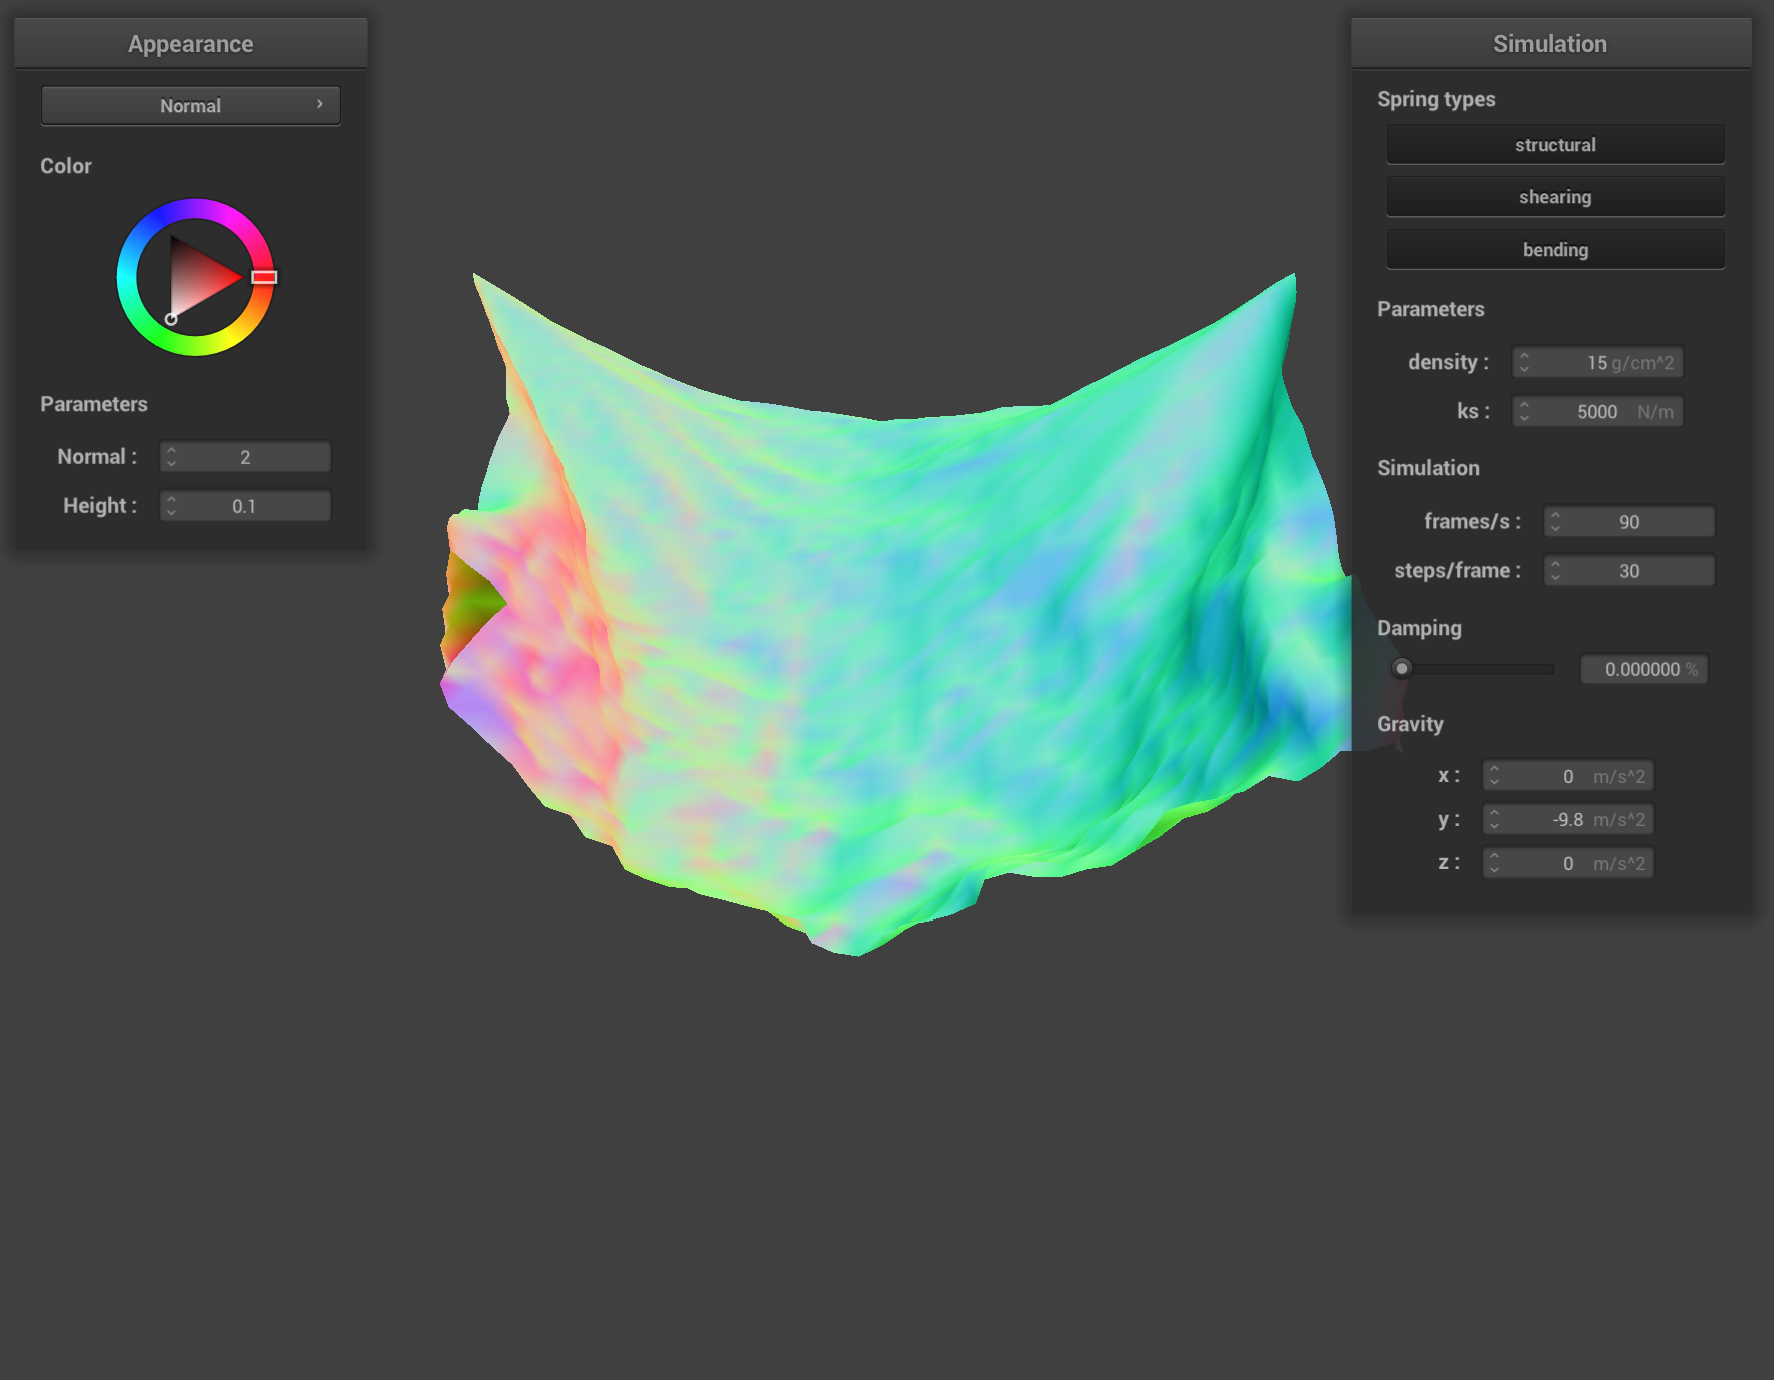 Appearance
Normal
Color
Parameters
Normal : 2
Height : 0.1
Simulation
Spring types
structural
shearing
bending
Parameters
density : 15 g/cm^2
ks : 5000 N/m
Simulation
frames/s : 90
steps/frame : 30
Damping
0.000000 %
Gravity
x : 0 m/s^2
y : -9.8 m/s^2
z : 0 m/s^2